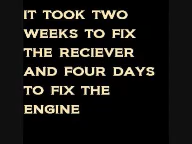 IT TOOK TWO
WEEKS TO FIX
THE RECIEVER
AND FOUR DAYS
TO FIX THE
ENGINE